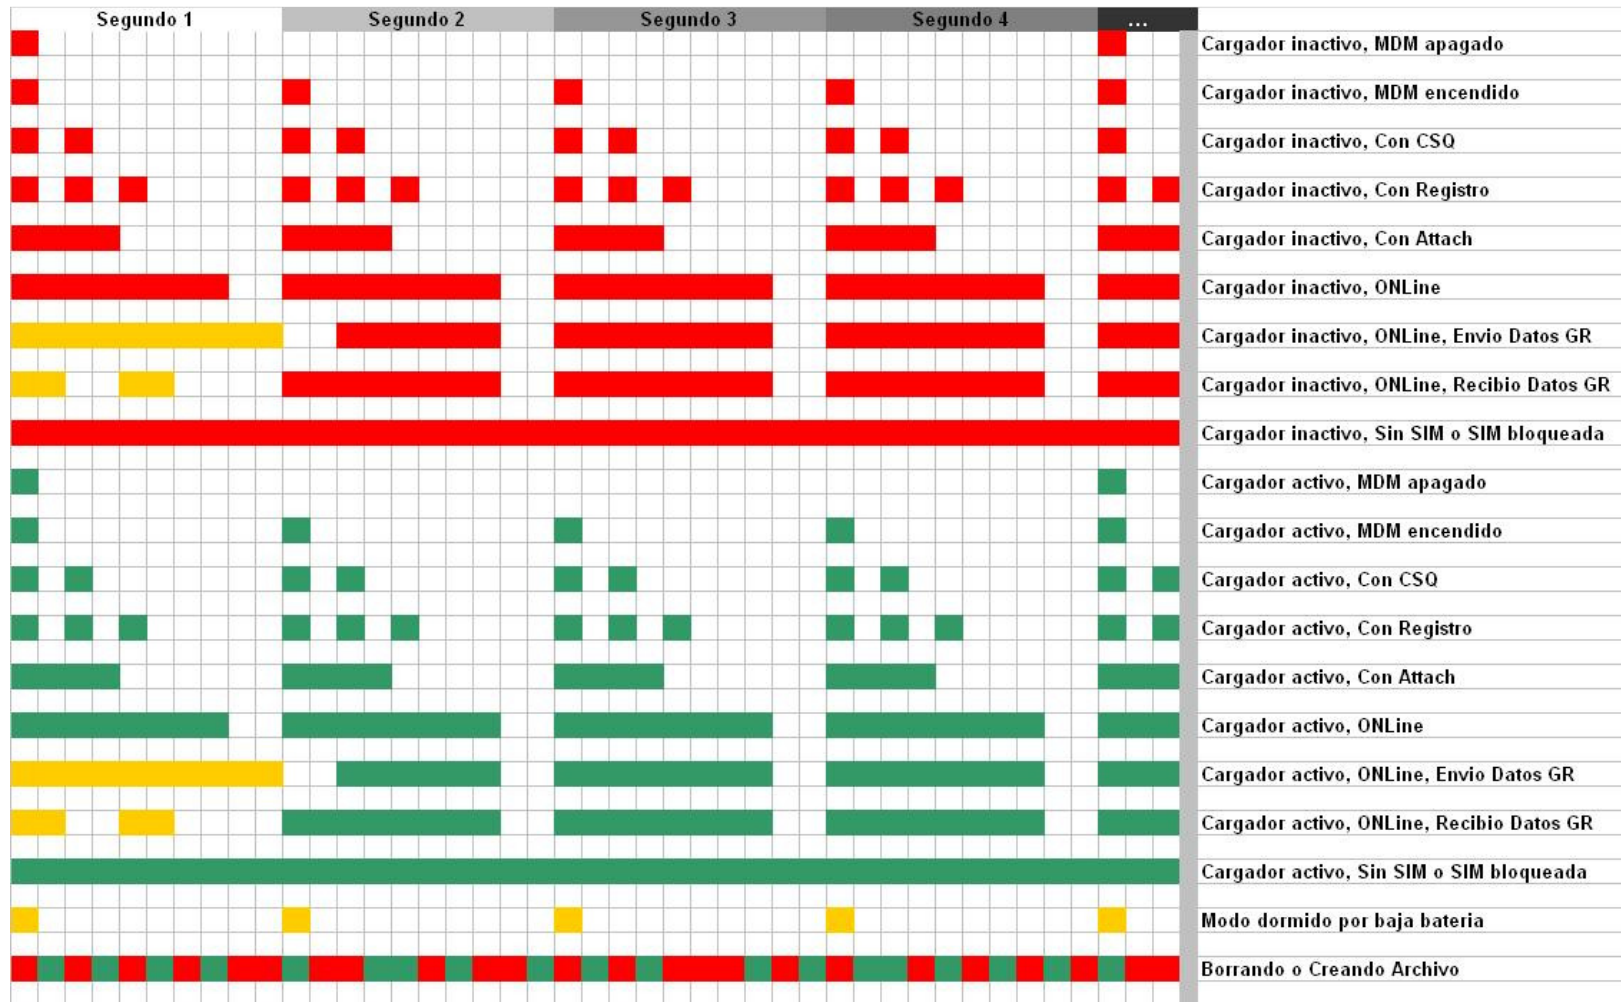 Segundo 1 Segundo 2 Segundo 3 Segundo 4 ...
Cargador inactivo, MDM apagado
Cargador inactivo, MDM encendido
Cargador inactivo, Con CSQ
Cargador inactivo, Con Registro
Cargador inactivo, Con Attach
Cargador inactivo, ONLine
Cargador inactivo, ONLine, Envio Datos GR
Cargador inactivo, ONLine, Recibio Datos GR
Cargador inactivo, Sin SIM o SIM bloqueada
Cargador activo, MDM apagado
Cargador activo, MDM encendido
Cargador activo, Con CSQ
Cargador activo, Con Registro
Cargador activo, Con Attach
Cargador activo, ONLine
Cargador activo, ONLine, Envio Datos GR
Cargador activo, ONLine, Recibio Datos GR
Cargador activo, Sin SIM o SIM bloqueada
Modo dormido por baja bateria
Borrando o Creando Archivo